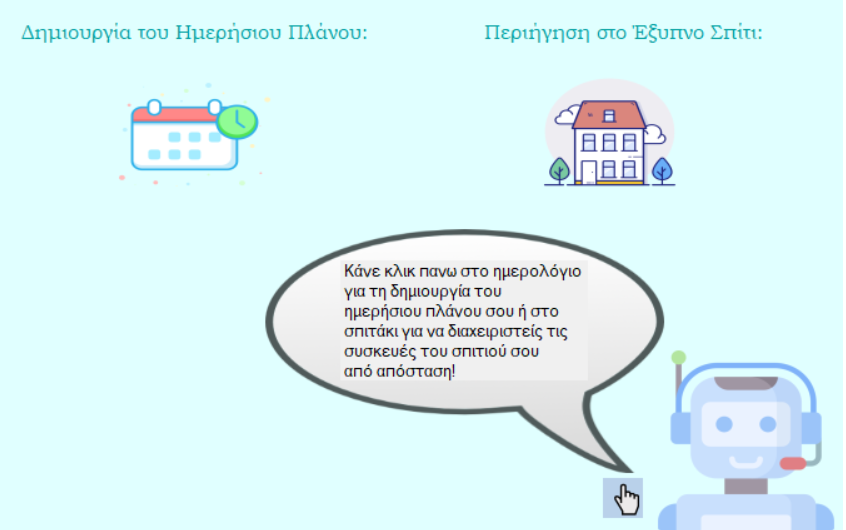 Δημιουργία του Ημερήσιου Πλάνου:
Περιήγηση στο Έξυπνο Σπίτι:
Κάνε κλικ πανω στο ημερολόγιο
για τη δημιουργία του
ημερήσιου πλάνου σου ή στο
σπιτάκι για να διαχειριστείς τις
συσκευές του σπιτιού σου
από απόσταση!